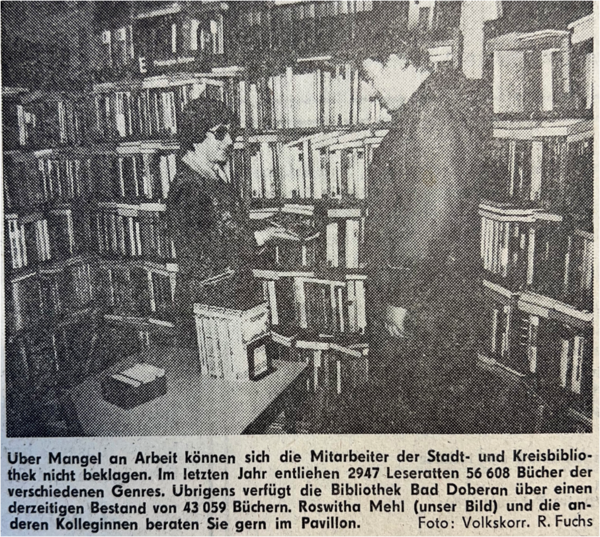 E
Uber Mangel an Arbeit können sich die Mitarbeiter der Stadt- und Kreisbiblio-
thek nicht beklagen. Im letzten Jahr entliehen 2947 Leseratten 56 608 Bücher der
verschiedenen Genres. Ubrigens verfügt die Bibliothek Bad Doberan über einen
derzeitigen Bestand von 43 059 Büchern. Roswitha Mehl (unser Bild) und die an-
deren Kolleginnen beraten Sie gern im Pavillon. Foto: Volkskorr. R. Fuchs